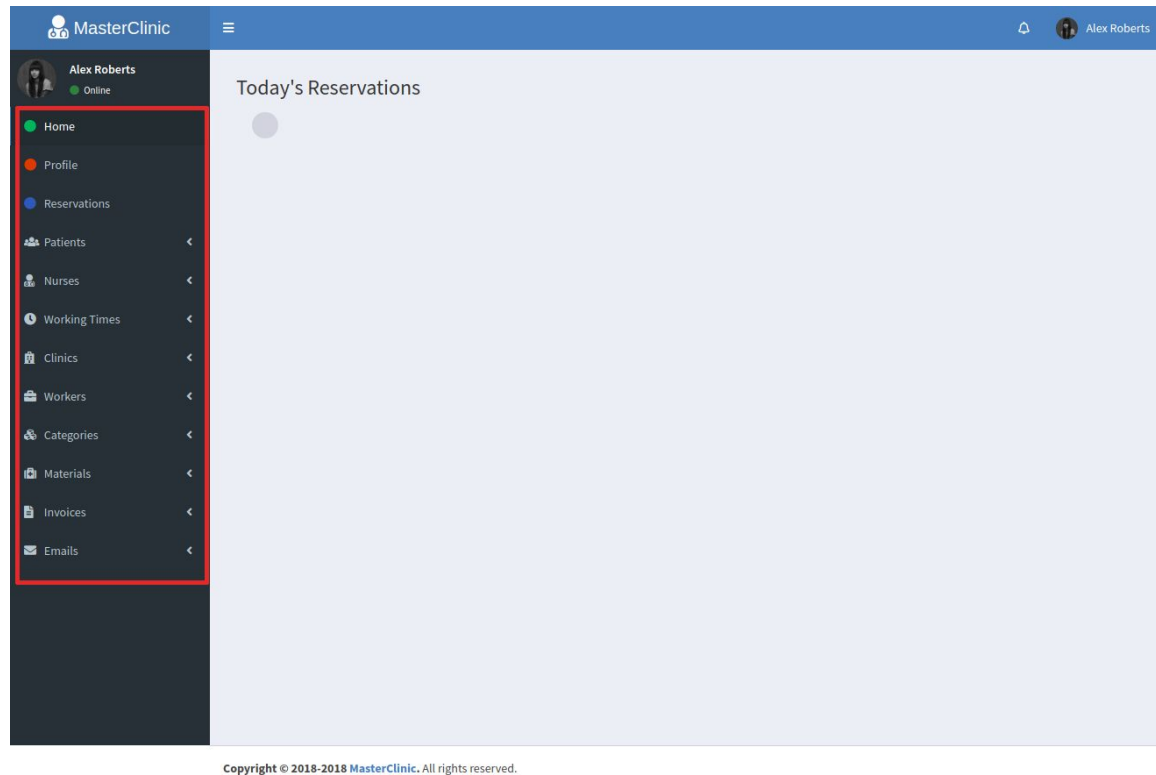 MasterClinic
Alex Roberts
Alex Roberts
Online
Today's Reservations
Home
Profile
Reservations
Patients
Nurses
Working Times
Clinics
Workers
Categories
Materials
Invoices
Emails
Copyright © 2018-2018 MasterClinic. All rights reserved.